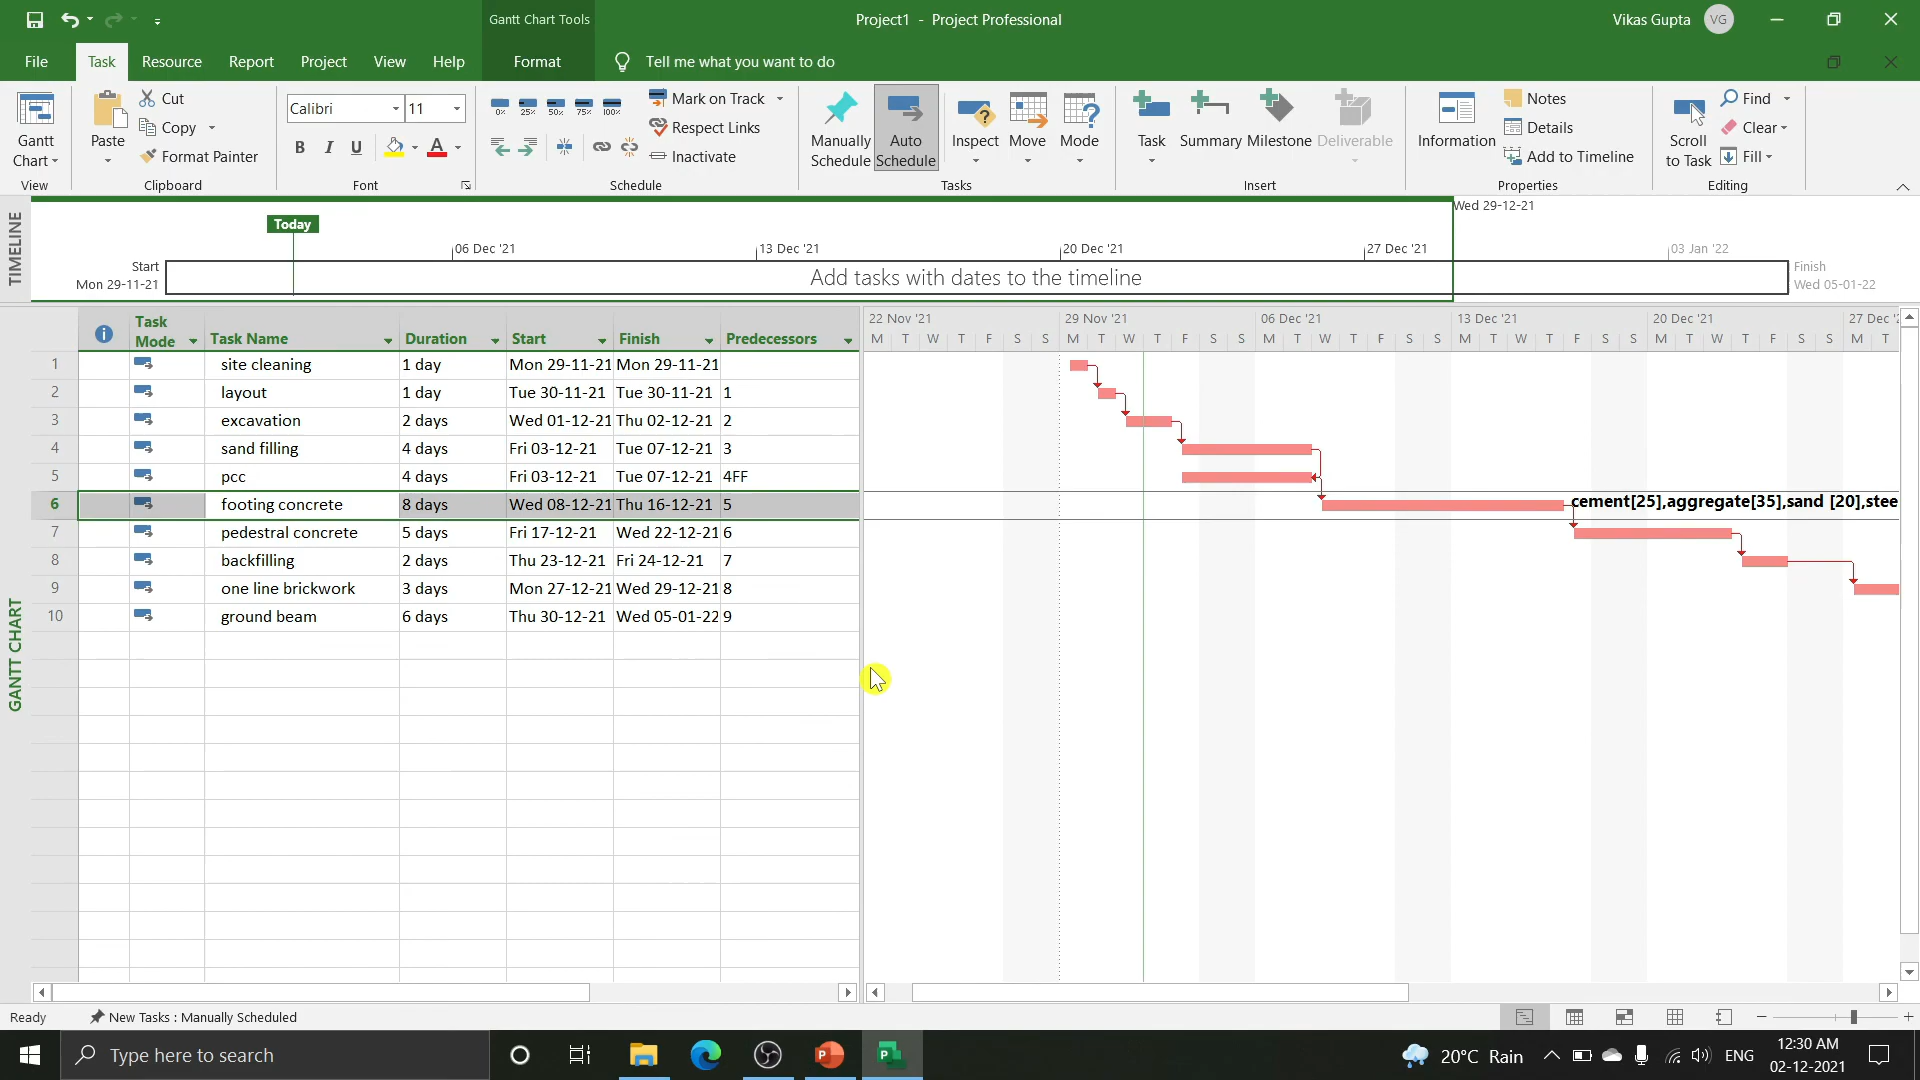 Gantt Chart Tools
Project1 - Project Professional
Vikas Gupta VG
File Task Resource Report Project View Help Format Tell me what you want to do
Gantt Chart
View
Paste
Cut
Copy
Format Painter
Clipboard
Calibri 11
B I U A
Font
0% 25% 50% 75% 100%
Mark on Track
Respect Links
Inactivate
Schedule
Manually Schedule
Auto Schedule
Inspect
Move
Mode
Tasks
Task
Summary
Milestone
Deliverable
Insert
Information
Notes
Details
Add to Timeline
Properties
Scroll to Task
Find
Clear
Fill
Editing
TIMELINE
Wed 29-12-21
Today
06 Dec '21 13 Dec '21 20 Dec '21 27 Dec '21 03 Jan '22
Start
Mon 29-11-21
Add tasks with dates to the timeline
Finish
Wed 05-01-22
Task Mode Task Name Duration Start Finish Predecessors
22 Nov '21 29 Nov '21 06 Dec '21 13 Dec '21 20 Dec '21 27 Dec '2
M T W T F S S M T W T F S S M T W T F S S M T W T F S S M T W T F S S M T
1 site cleaning 1 day Mon 29-11-21 Mon 29-11-21
2 layout 1 day Tue 30-11-21 Tue 30-11-21 1
3 excavation 2 days Wed 01-12-21 Thu 02-12-21 2
4 sand filling 4 days Fri 03-12-21 Tue 07-12-21 3
5 pcc 4 days Fri 03-12-21 Tue 07-12-21 4FF
6 footing concrete 8 days Wed 08-12-21 Thu 16-12-21 5 cement[25],aggregate[35],sand [20],stee
7 pedestral concrete 5 days Fri 17-12-21 Wed 22-12-21 6
8 backfilling 2 days Thu 23-12-21 Fri 24-12-21 7
9 one line brickwork 3 days Mon 27-12-21 Wed 29-12-21 8
10 ground beam 6 days Thu 30-12-21 Wed 05-01-22 9
GANTT CHART
Ready New Tasks : Manually Scheduled
Type here to search
20°C Rain
ENG
12:30 AM
02-12-2021